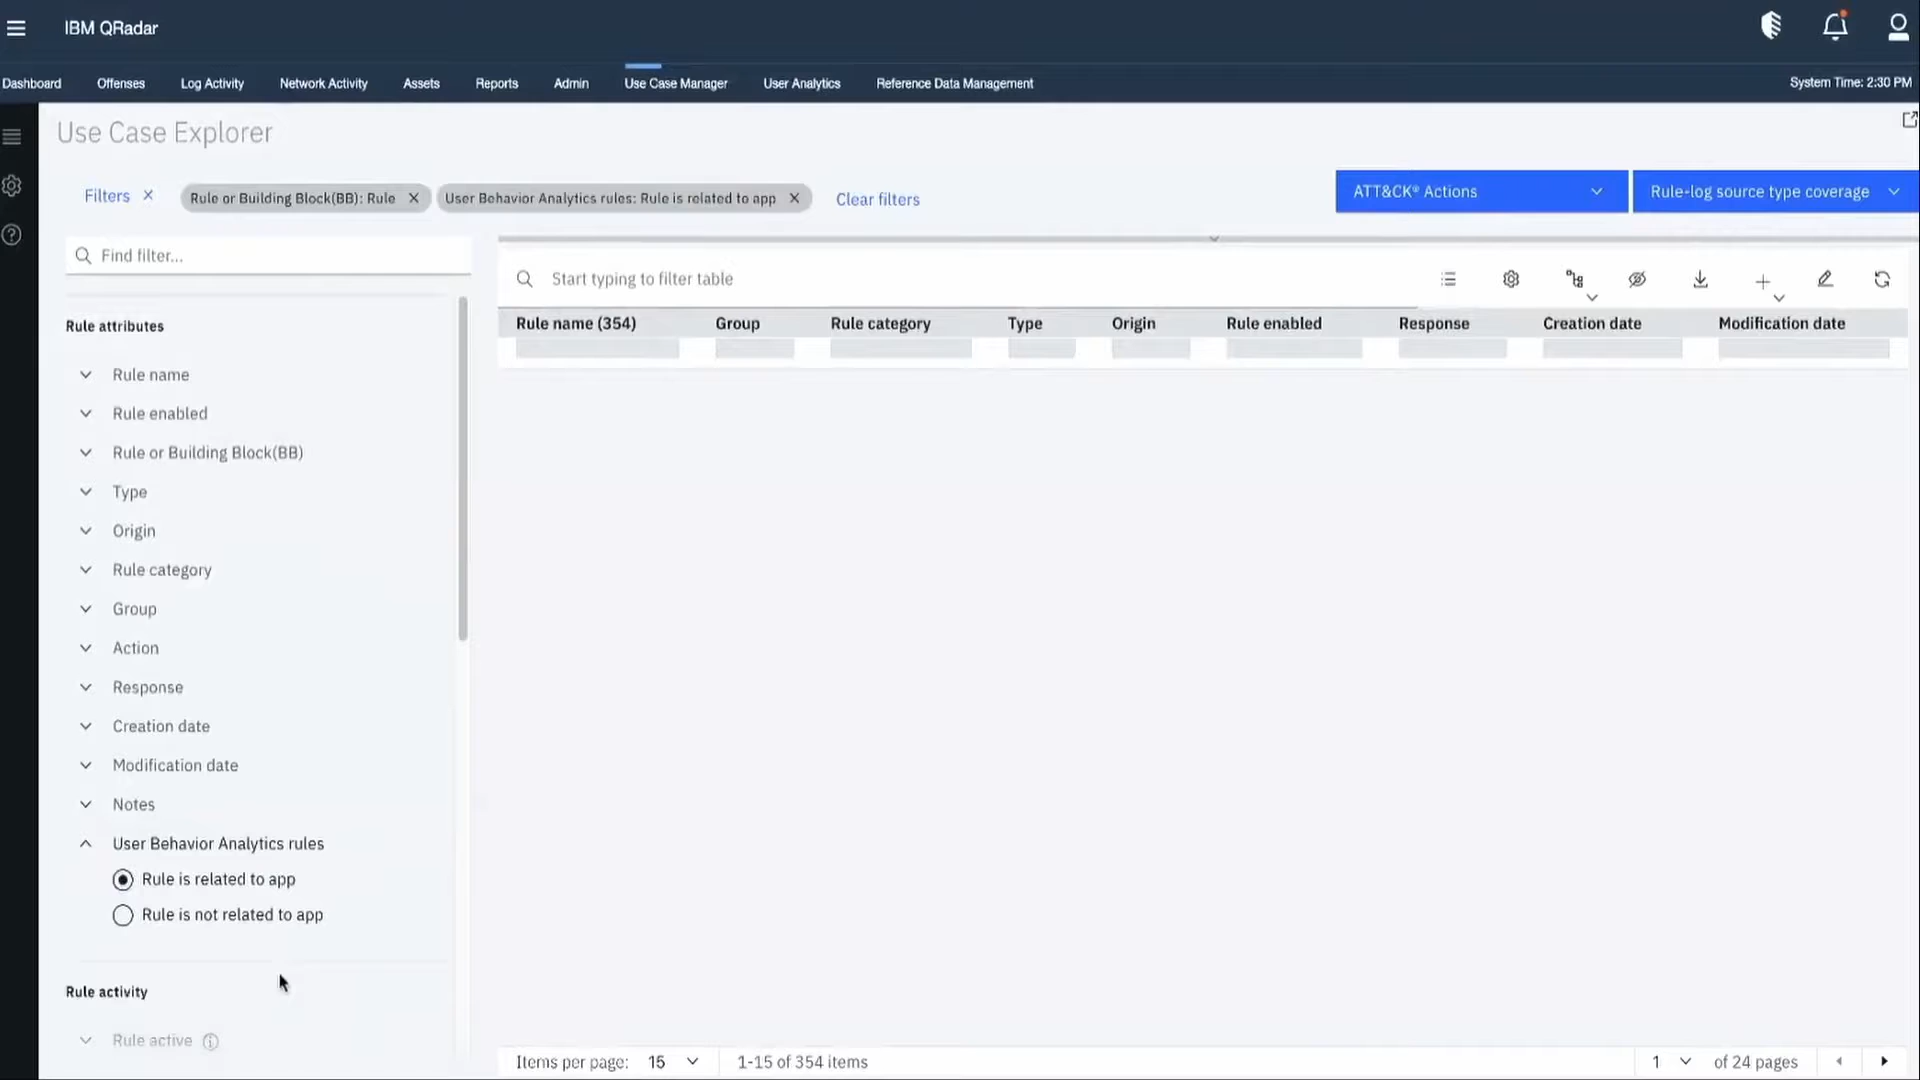 IBM QRadar
Dashboard Offenses Log Activity Network Activity Assets Reports Admin Use Case Manager User Analytics Reference Data Management System Time: 2:30 PM
Use Case Explorer
Filters Rule or Building Block(BB): Rule User Behavior Analytics rules: Rule is related to app Clear filters ATT&CK® Actions Rule-log source type coverage
Find filter...
Start typing to filter table
Rule name (354) Group Rule category Type Origin Rule enabled Response Creation date Modification date
Rule attributes
Rule name
Rule enabled
Rule or Building Block(BB)
Type
Origin
Rule category
Group
Action
Response
Creation date
Modification date
Notes
User Behavior Analytics rules
Rule is related to app
Rule is not related to app
Rule activity
Rule active
Items per page: 15 1-15 of 354 items 1 of 24 pages